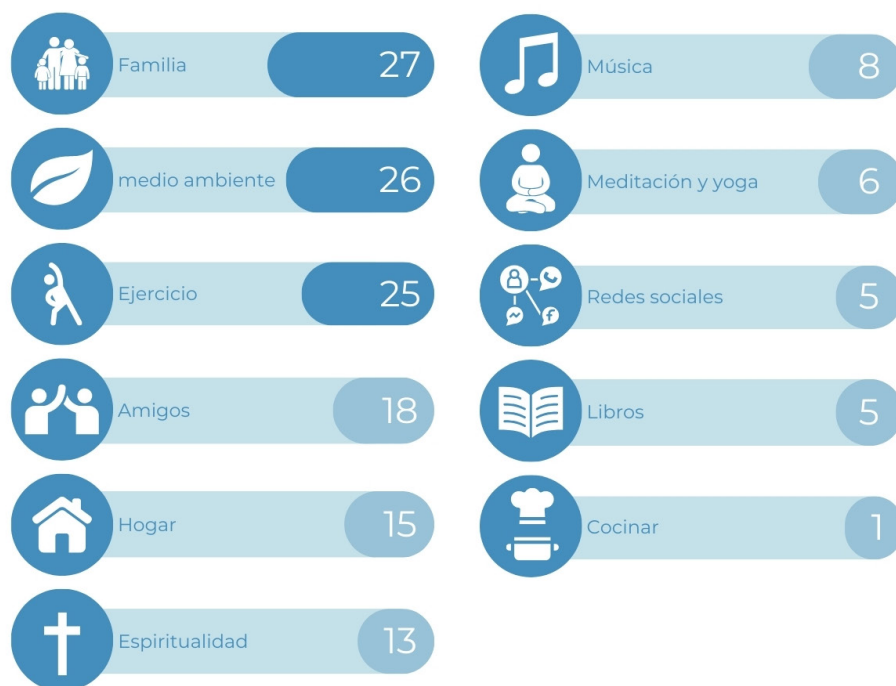 Familia 27
medio ambiente 26
Ejercicio 25
Amigos 18
Hogar 15
Espiritualidad 13
Música 8
Meditación y yoga 6
Redes sociales 5
Libros 5
Cocinar 1